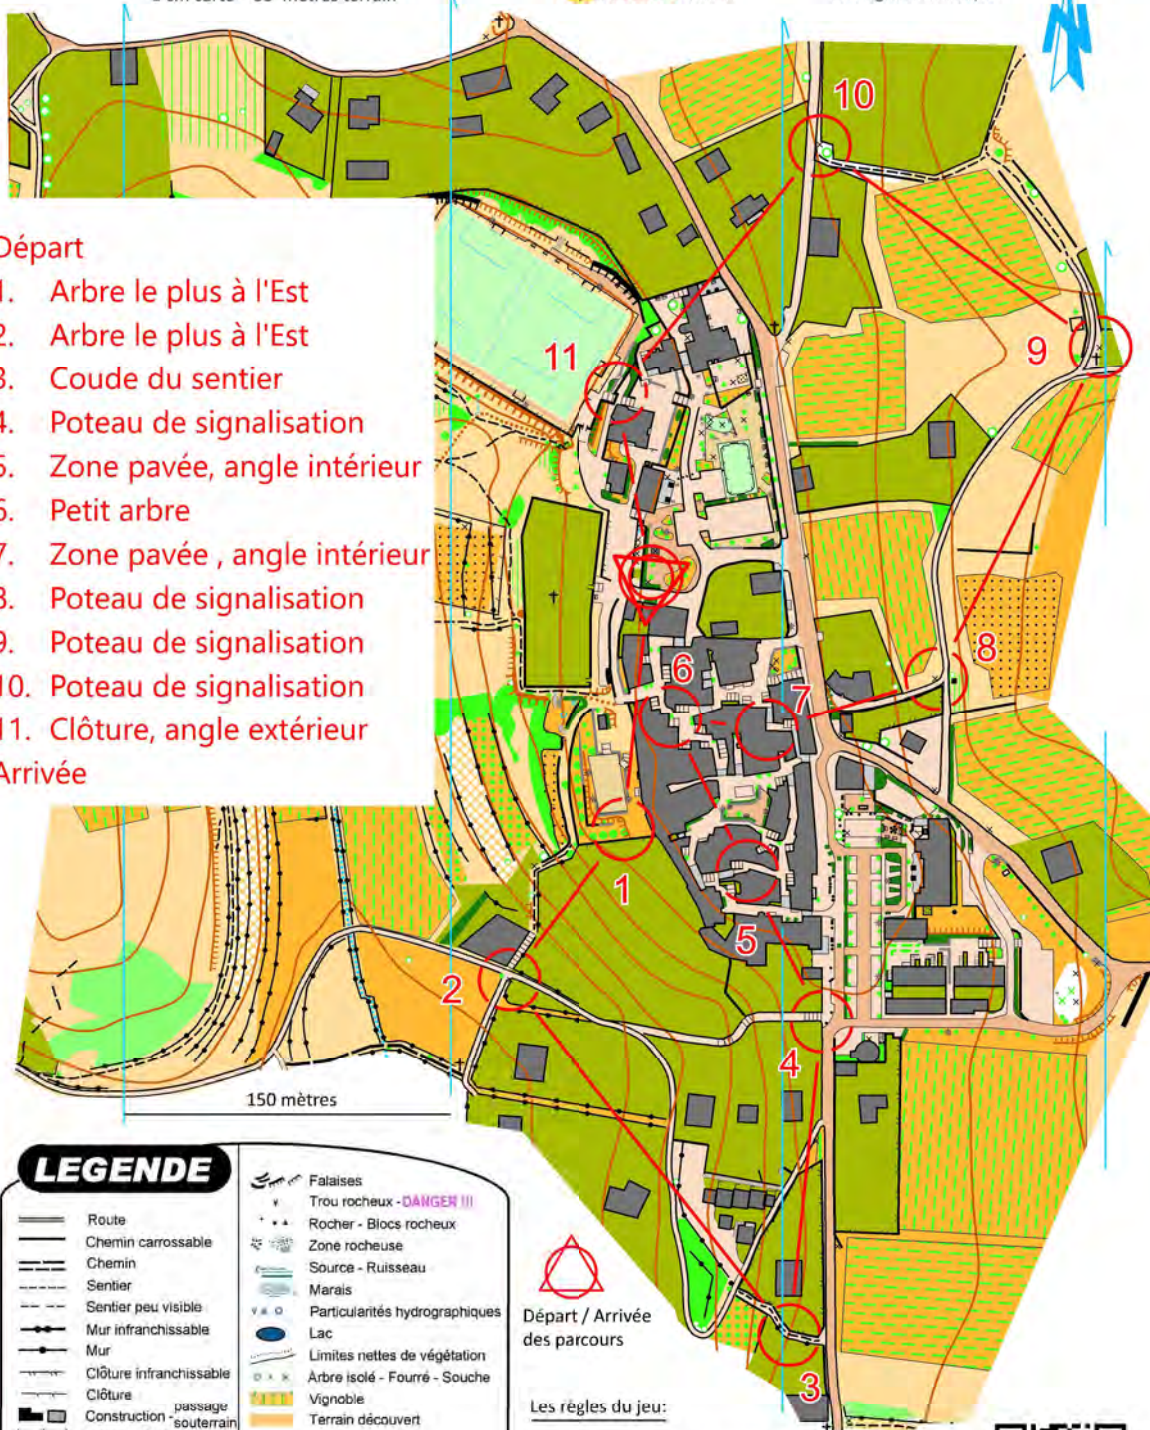 Départ
1. Arbre le plus à l'Est
2. Arbre le plus à l'Est
3. Coude du sentier
4. Poteau de signalisation
5. Zone pavée, angle intérieur
6. Petit arbre
7. Zone pavée , angle intérieur
8. Poteau de signalisation
9. Poteau de signalisation
10. Poteau de signalisation
11. Clôture, angle extérieur
Arrivée
N
10
9
11
8
6
7
1
5
2
4
3
150 mètres
LEGENDE
Route
Chemin carrossable
Chemin
Sentier
Sentier peu visible
Mur infranchissable
Mur
Clôture infranchissable
Clôture
Construction - passage souterrain
Falaises
Trou rocheux - DANGER !!!
Rocher - Blocs rocheux
Zone rocheuse
Source - Ruisseau
Marais
Particularités hydrographiques
Lac
Limites nettes de végétation
Arbre isolé - Fourré - Souche
Vignoble
Terrain découvert
Départ / Arrivée
des parcours
Les règles du jeu: